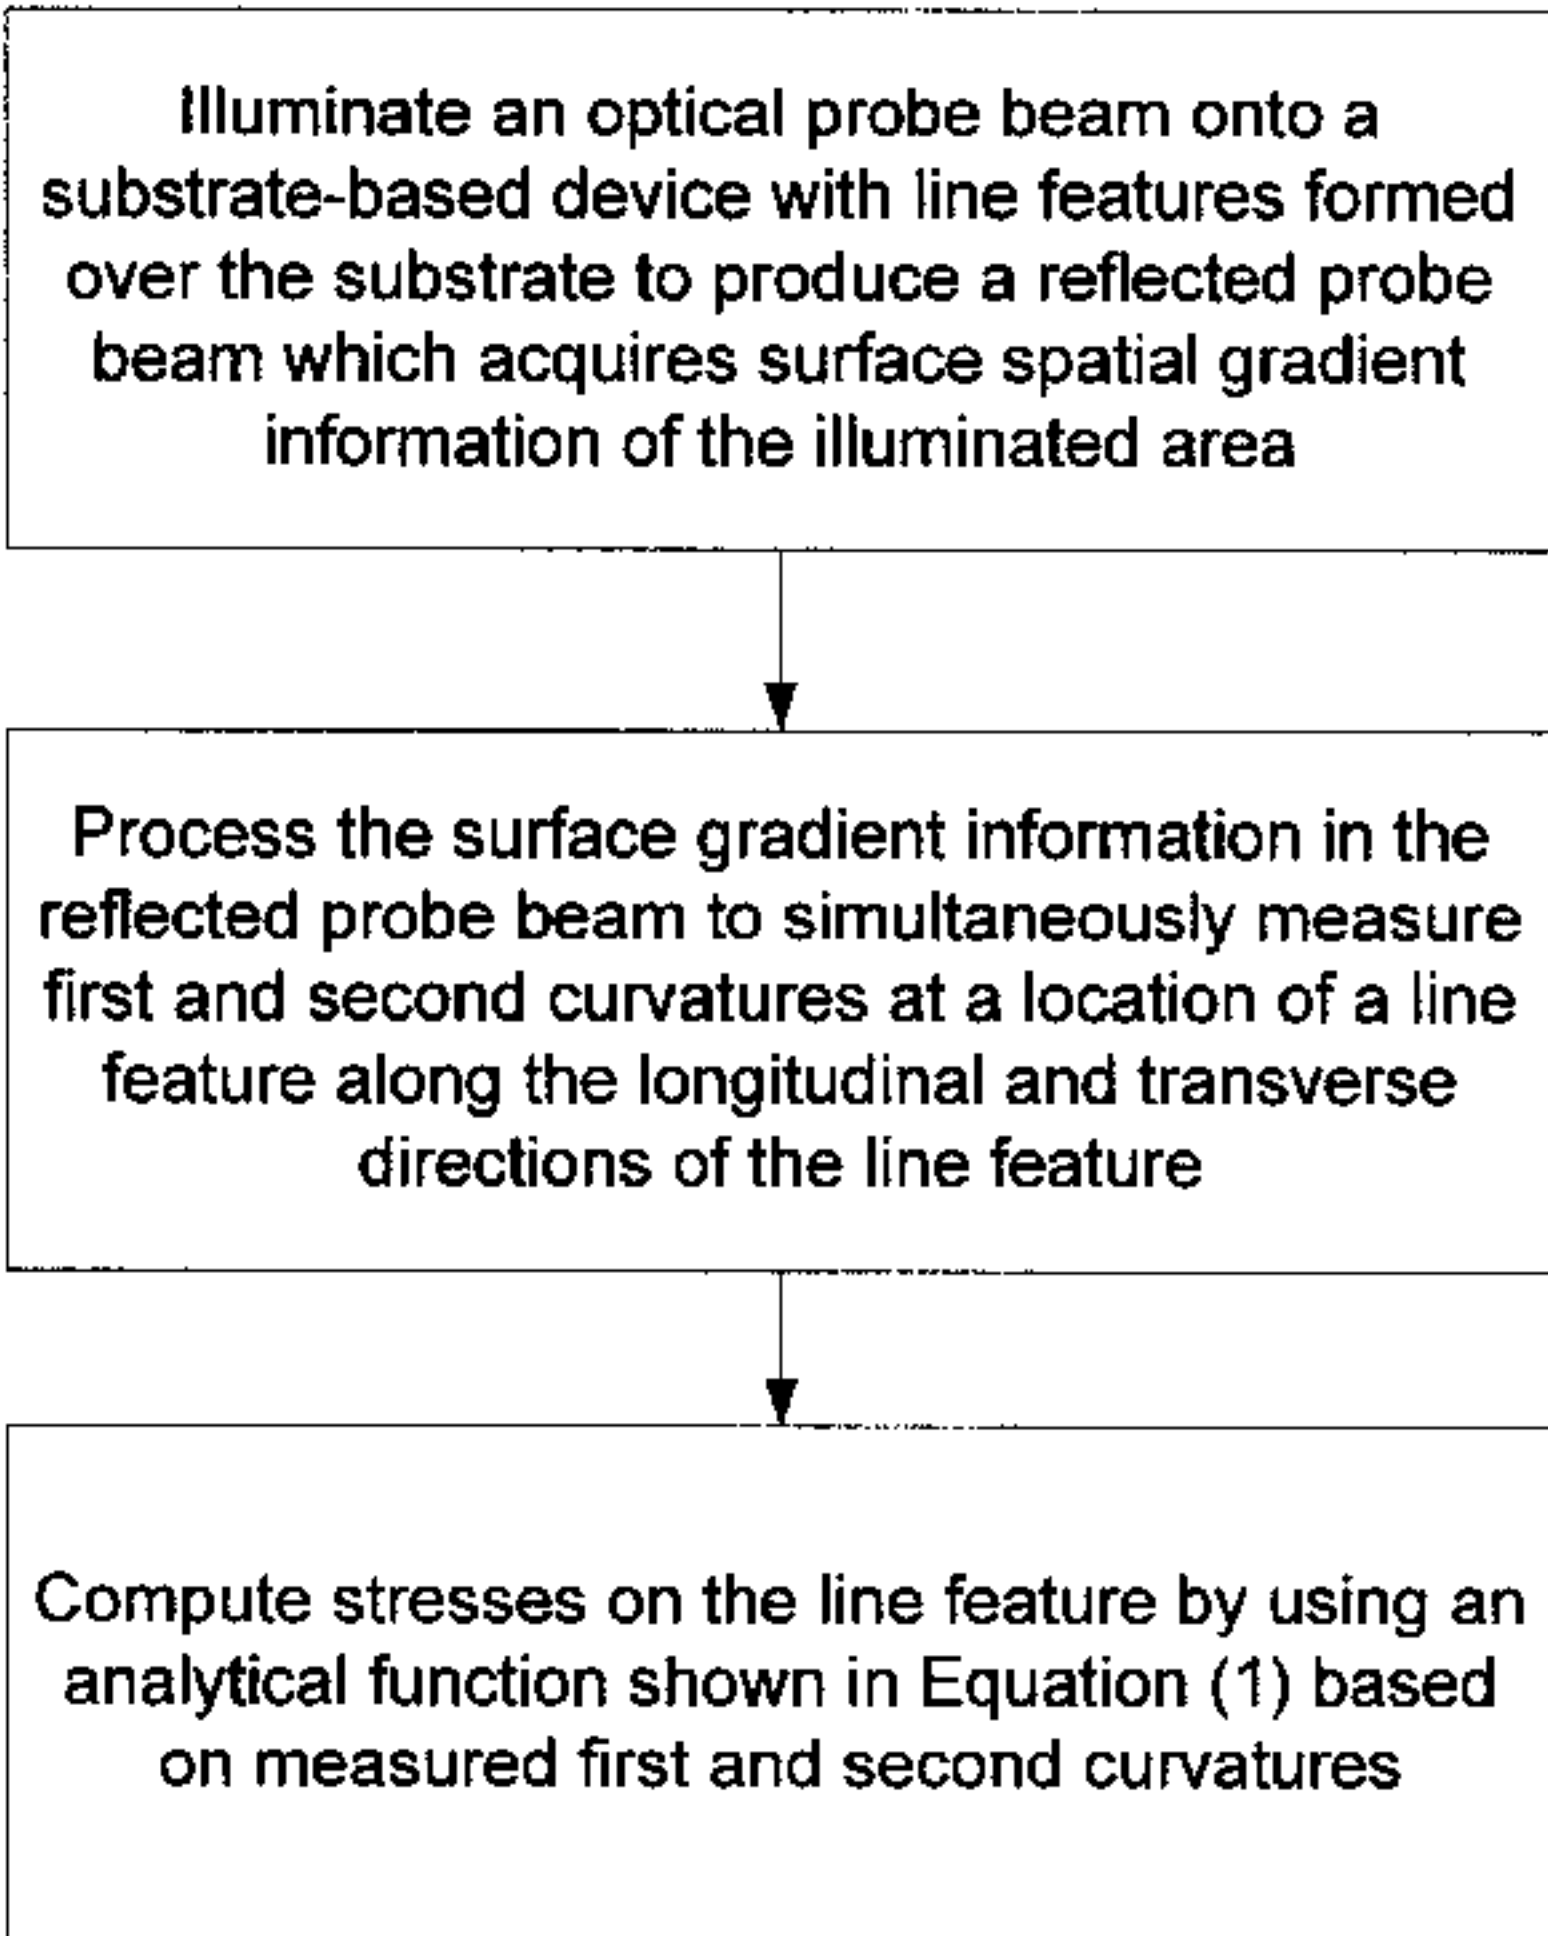 Illuminate an optical probe beam onto a
substrate-based device with line features formed
over the substrate to produce a reflected probe
beam which acquires surface spatial gradient
information of the illuminated area
Process the surface gradient information in the
reflected probe beam to simultaneously measure
first and second curvatures at a location of a line
feature along the longitudinal and transverse
directions of the line feature
Compute stresses on the line feature by using an
analytical function shown in Equation (1) based
on measured first and second curvatures